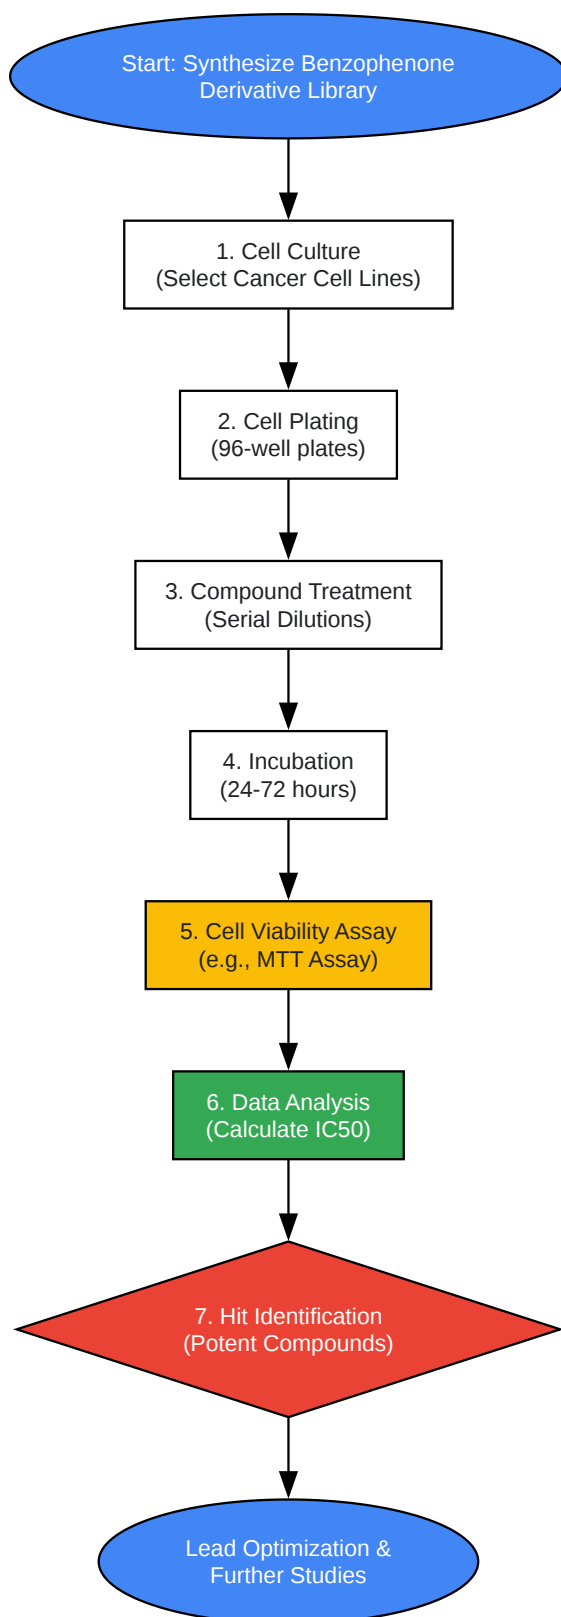 Start: Synthesize Benzophenone
Derivative Library
1. Cell Culture
(Select Cancer Cell Lines)
2. Cell Plating
(96-well plates)
3. Compound Treatment
(Serial Dilutions)
4. Incubation
(24-72 hours)
5. Cell Viability Assay
(e.g., MTT Assay)
6. Data Analysis
(Calculate IC50)
7. Hit Identification
(Potent Compounds)
Lead Optimization &
Further Studies